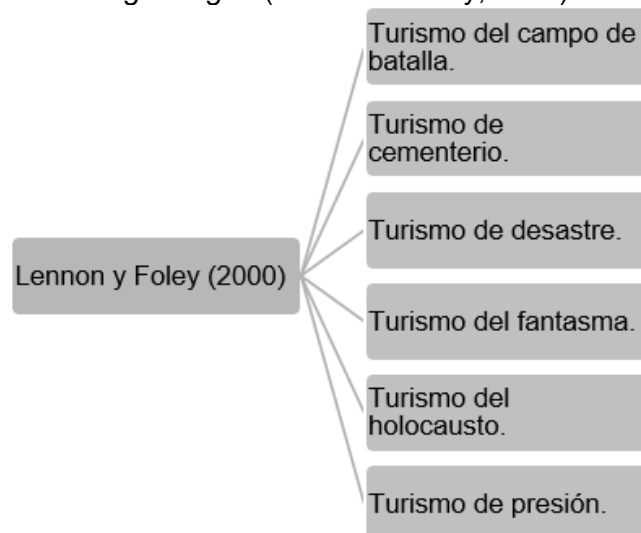 Turismo del campo de
batalla.
Turismo de
cementerio.
Turismo de desastre.
Lennon y Foley (2000)
Turismo del fantasma.
Turismo del
holocausto.
Turismo de presión.